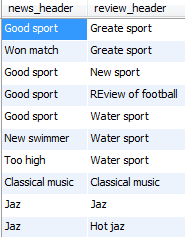 news_header review_header
Good sport Greate sport
Won match Greate sport
Good sport New sport
Good sport REview of football
Good sport Water sport
New swimmer Water sport
Too high Water sport
Classical music Classical music
Jaz Jaz
Jaz Hot jaz